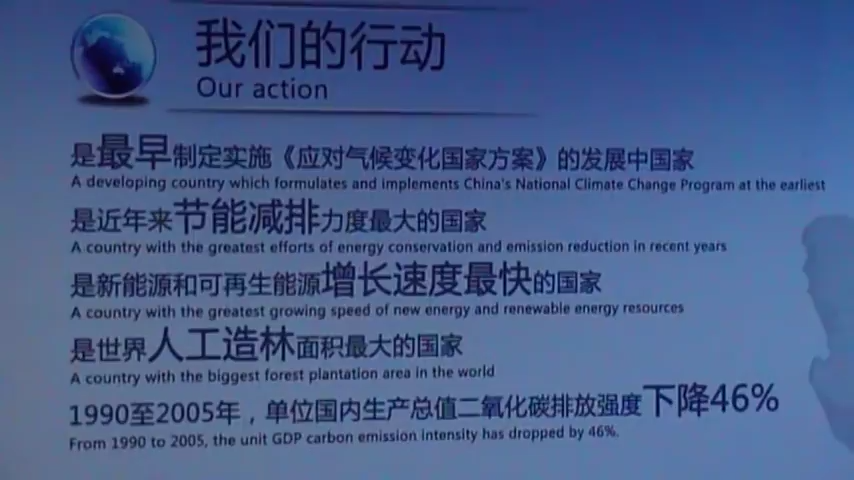 我们的行动
Our action
是最早制定实施《应对气候变化国家方案》的发展中国家
A developing country which formulates and implements China's National Climate Change Program at the earliest
是近年来节能减排力度最大的国家
A country with the greatest efforts of energy conservation and emission reduction in recent years
是新能源和可再生能源增长速度最快的国家
A country with the greatest growing speed of new energy and renewable energy resources
是世界人工造林面积最大的国家
A country with the biggest forest plantation area in the world
1990至2005年，单位国内生产总值二氧化碳排放强度下降46%
From 1990 to 2005, the unit GDP carbon emission intensity has dropped by 46%.